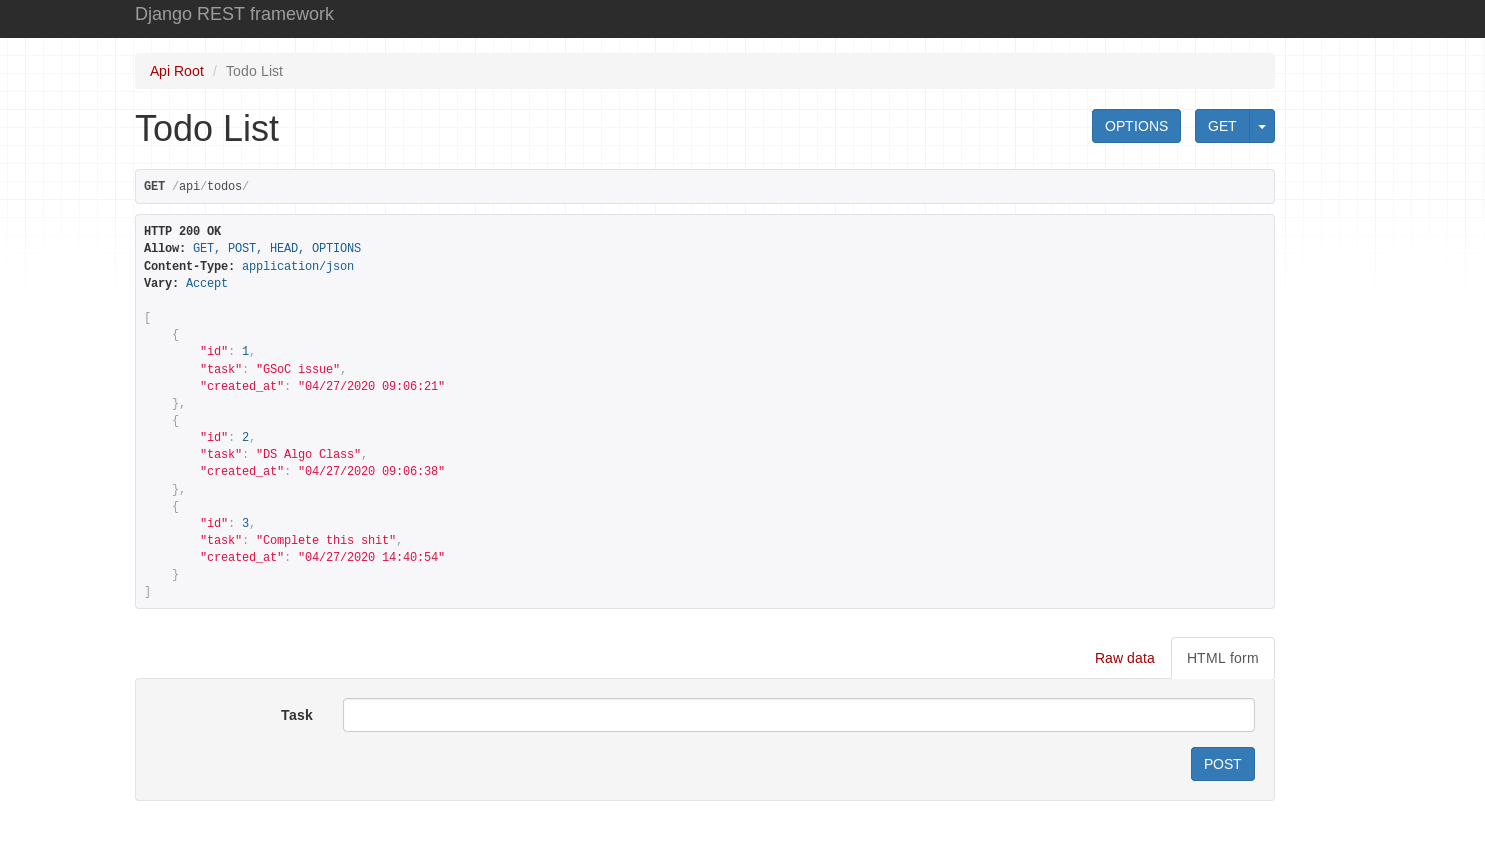 Django REST framework
Api Root / Todo List
Todo List
OPTIONS
GET
GET /api/todos/
HTTP 200 OK
Allow: GET, POST, HEAD, OPTIONS
Content-Type: application/json
Vary: Accept
[
    {
        "id": 1,
        "task": "GSoC issue",
        "created_at": "04/27/2020 09:06:21"
    },
    {
        "id": 2,
        "task": "DS Algo Class",
        "created_at": "04/27/2020 09:06:38"
    },
    {
        "id": 3,
        "task": "Complete this shit",
        "created_at": "04/27/2020 14:40:54"
    }
]
Raw data
HTML form
Task
POST